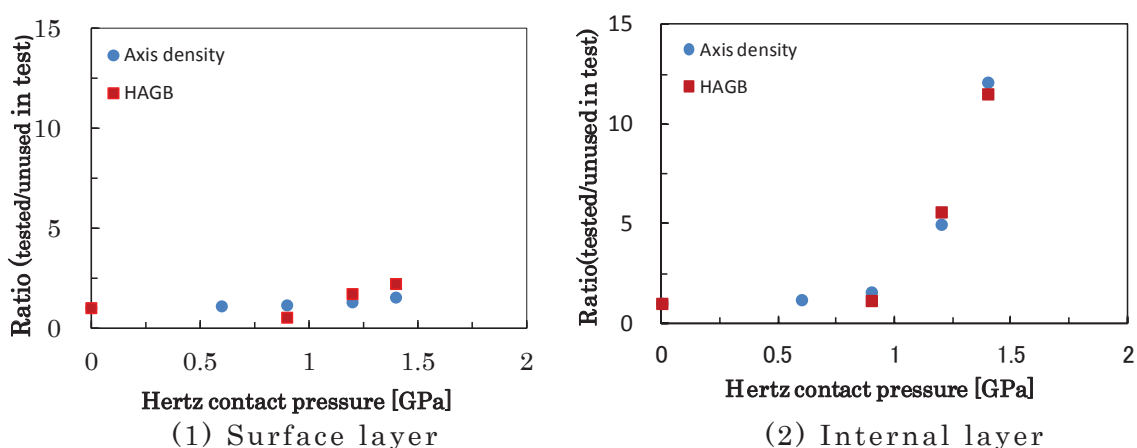 Ratio (tested/unused in test)
15
10
5
0
Axis density
HAGB
0
0.5
1
1.5
2
Hertz contact pressure [GPa]
(1) Surface layer
Ratio(tested/unused in test)
15
10
5
0
Axis density
HAGB
0
0.5
1
1.5
2
Hertz contact pressure [GPa]
(2) Internal layer